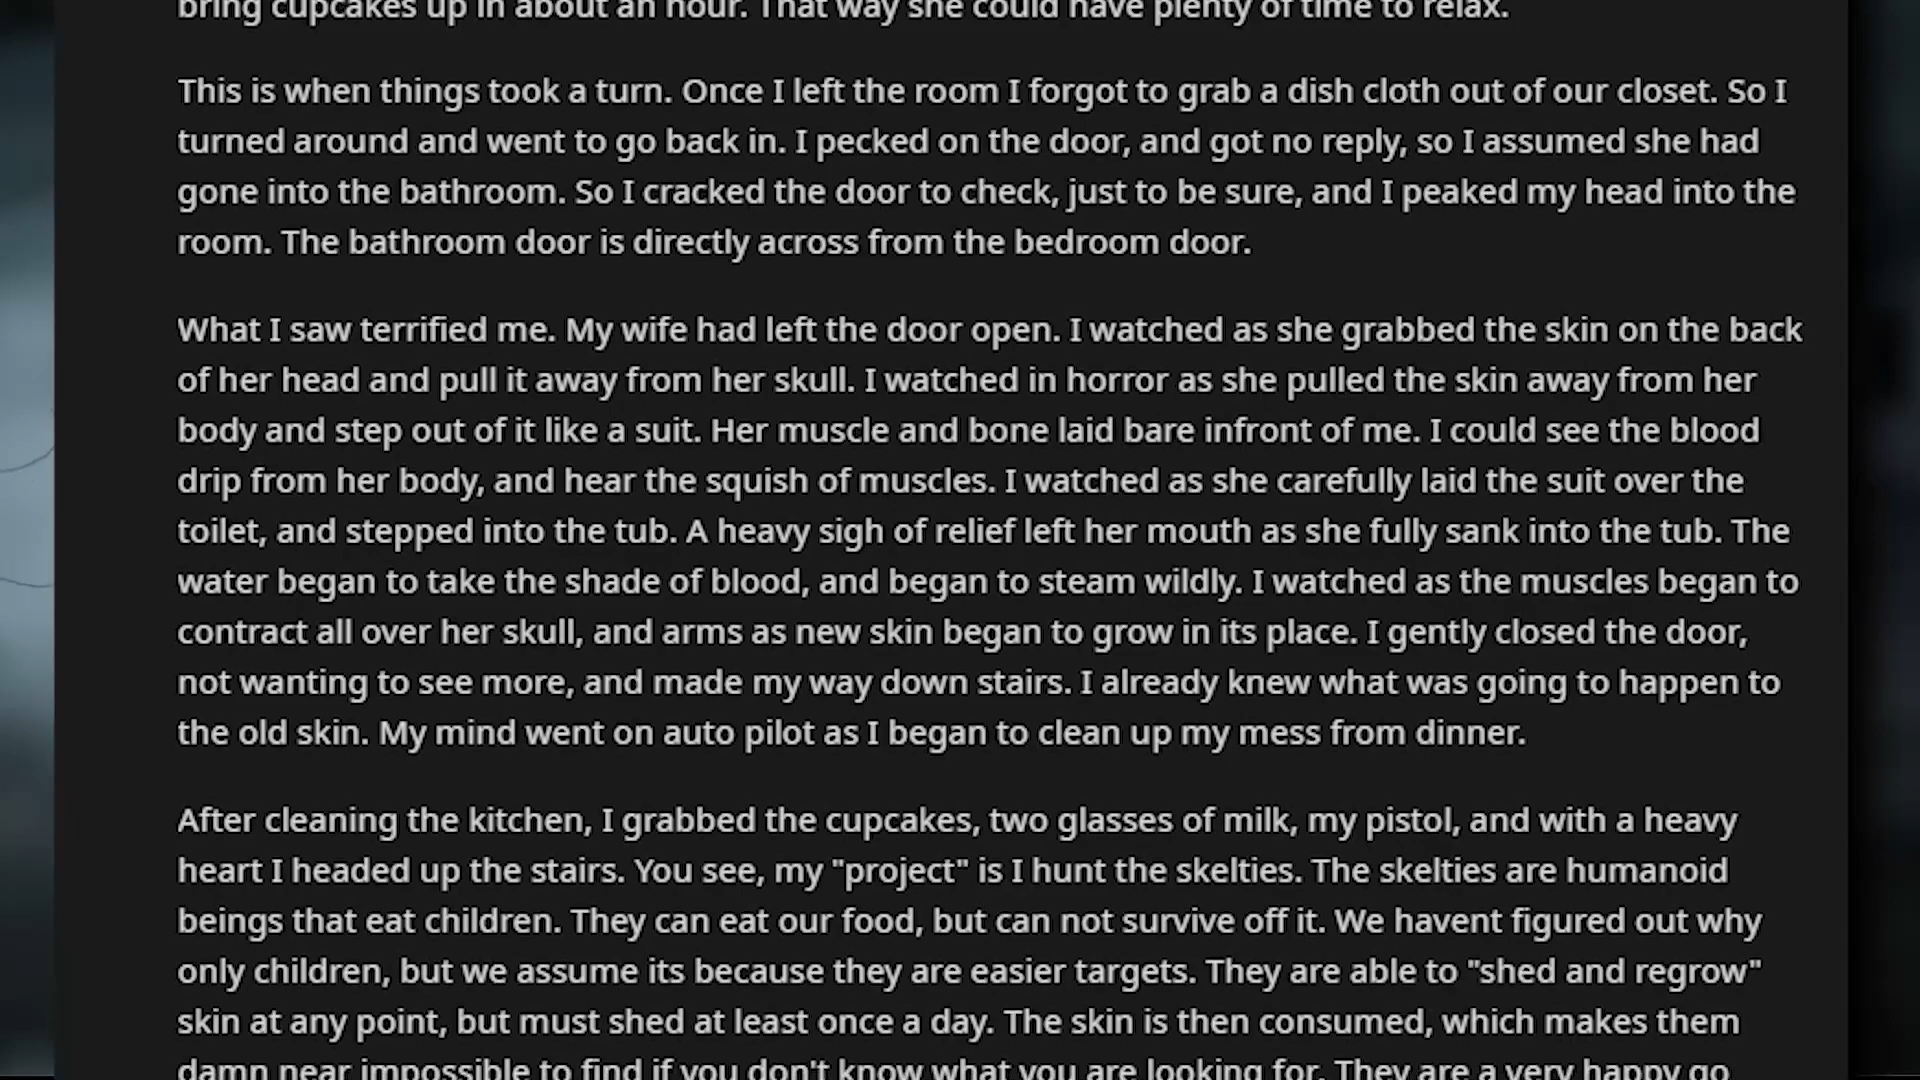 bring cupcakes up in about an hour. That way she could have plenty of time to relax.
This is when things took a turn. Once I left the room I forgot to grab a dish cloth out of our closet. So I
turned around and went to go back in. I pecked on the door, and got no reply, so I assumed she had
gone into the bathroom. So I cracked the door to check, just to be sure, and I peaked my head into the
room. The bathroom door is directly across from the bedroom door.
What I saw terrified me. My wife had left the door open. I watched as she grabbed the skin on the back
of her head and pull it away from her skull. I watched in horror as she pulled the skin away from her
body and step out of it like a suit. Her muscle and bone laid bare infront of me. I could see the blood
drip from her body, and hear the squish of muscles. I watched as she carefully laid the suit over the
toilet, and stepped into the tub. A heavy sigh of relief left her mouth as she fully sank into the tub. The
water began to take the shade of blood, and began to steam wildly. I watched as the muscles began to
contract all over her skull, and arms as new skin began to grow in its place. I gently closed the door,
not wanting to see more, and made my way down stairs. I already knew what was going to happen to
the old skin. My mind went on auto pilot as I began to clean up my mess from dinner.
After cleaning the kitchen, I grabbed the cupcakes, two glasses of milk, my pistol, and with a heavy
heart I headed up the stairs. You see, my "project" is I hunt the skelties. The skelties are humanoid
beings that eat children. They can eat our food, but can not survive off it. We havent figured out why
only children, but we assume its because they are easier targets. They are able to "shed and regrow"
skin at any point, but must shed at least once a day. The skin is then consumed, which makes them
damn near impossible to find if you don't know what you are looking for. They are a very happy go